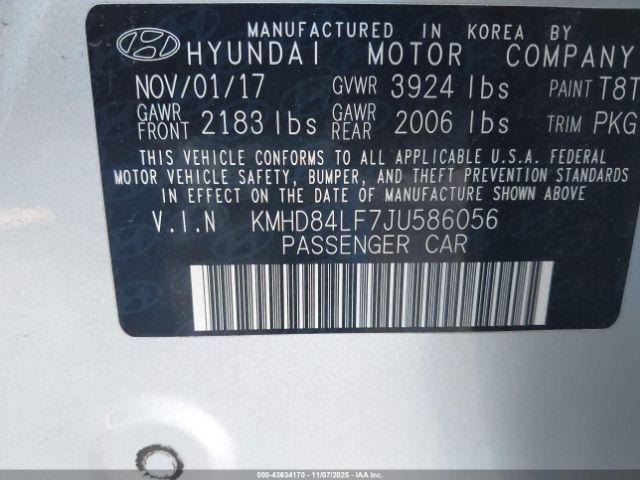 MANUFACTURED IN KOREA BY
HYUNDAI MOTOR COMPANY
NOV/01/17 GVWR 3924 lbs PAINT T8T
GAWR FRONT 2183 lbs GAWR REAR 2006 lbs TRIM PKG
THIS VEHICLE CONFORMS TO ALL APPLICABLE U.S.A. FEDERAL
MOTOR VEHICLE SAFETY, BUMPER, AND THEFT PREVENTION STANDARDS
IN EFFECT ON THE DATE OF MANUFACTURE SHOWN ABOVE
V.I.N KMHD84LF7JU586056
PASSENGER CAR
000-43634170 - 11/07/2025 - IAAI.COM